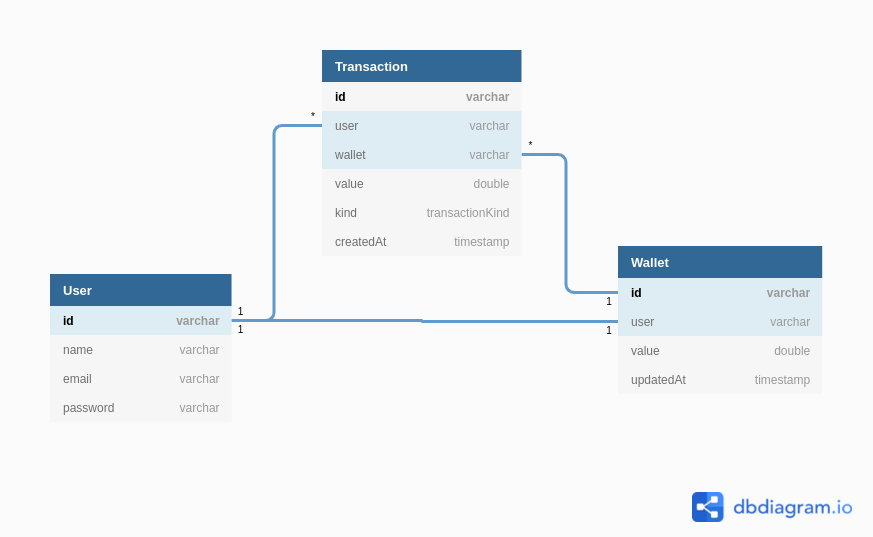 Transaction
id varchar
*
user varchar
*
wallet varchar
value double
kind transactionKind
createdAt timestamp
Wallet
id varchar
1
user varchar
1
value double
updatedAt timestamp
User
1
id varchar
1
name varchar
email varchar
password varchar
dbdiagram.io